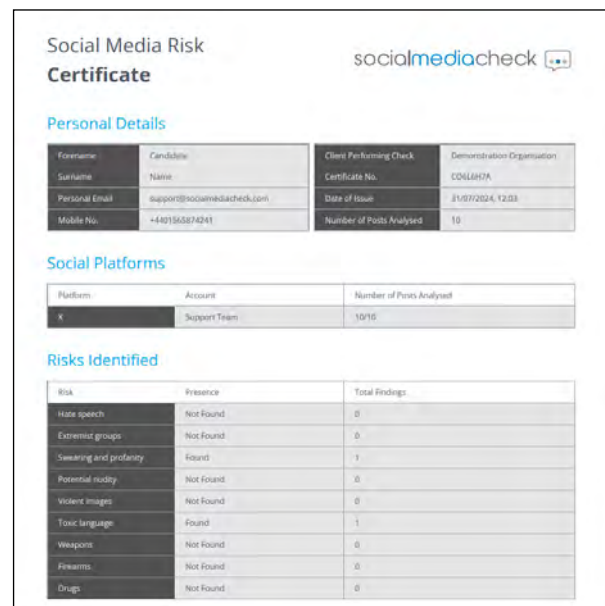 Social Media Risk
Certificate
socialmediacheck
Personal Details
Forename Candidate
Surname Name
Personal Email support@socialmediacheck.com
Mobile No. +4401565874241
Client Performing Check Demonstration Organisation
Certificate No.
Date of Issue 31/07/2024, 12:03
Number of Posts Analysed 10
Social Platforms
Platform Account Number of Posts Analysed
X Support Team 10/10
Risks Identified
Risk Presence Total Findings
Hate speech Not Found 0
Extremist groups Not Found 0
Swearing and profanity Found 1
Potential nudity Not Found 0
Violent images Not Found 0
Toxic language Found 1
Weapons Not Found 0
Firearms Not Found 0
Drugs Not Found 0